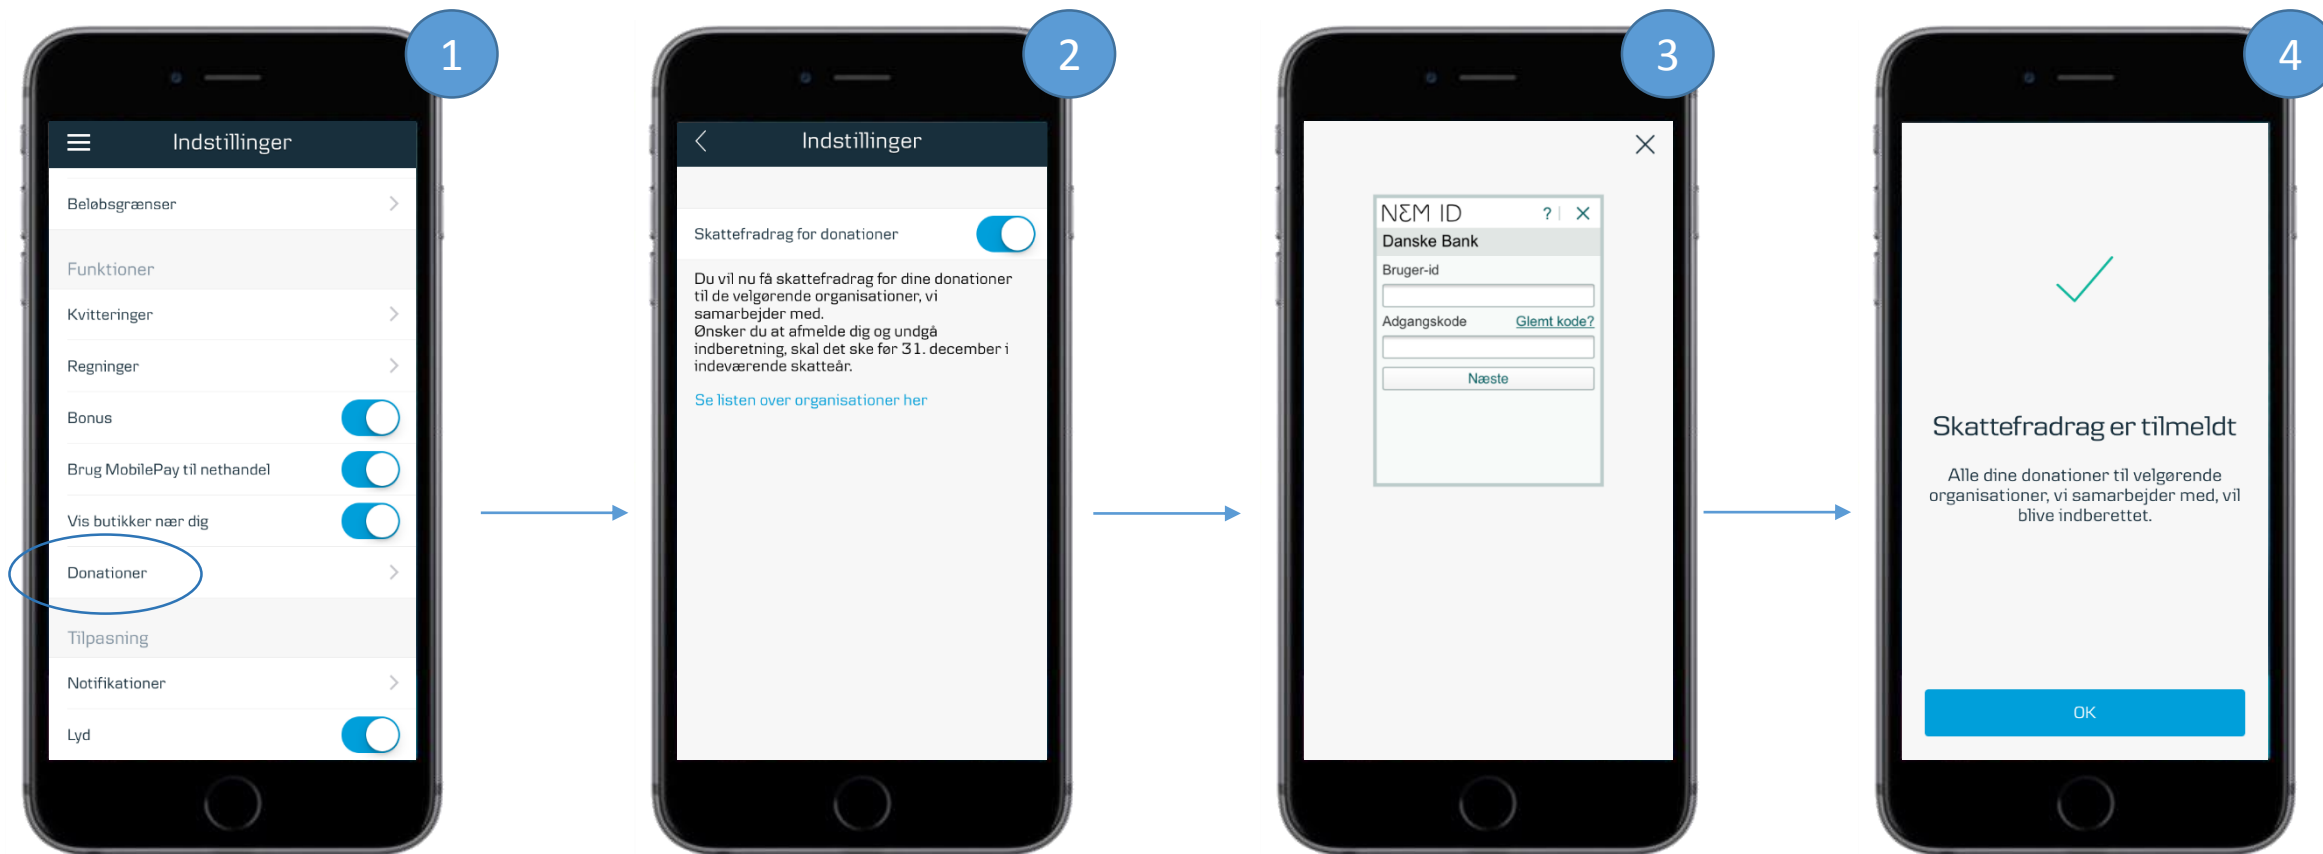 1
Indstillinger
Beløbsgrænser
Funktioner
Kvitteringer
Regninger
Bonus
Brug MobilePay til nethandel
Vis butikker nær dig
Donationer
Tilpasning
Notifikationer
Lyd
2
Indstillinger
Skattefradrag for donationer
Du vil nu få skattefradrag for dine donationer
til de velgørende organisationer, vi
samarbejder med.
Ønsker du at afmelde dig og undgå
indberetning, skal det ske før 31. december i
indeværende skatteår.
Se listen over organisationer her
3
NEM ID ?
Danske Bank
Bruger-id
Adgangskode Glemt kode?
Næste
4
Skattefradrag er tilmeldt
Alle dine donationer til velgørende
organisationer, vi samarbejder med, vil
blive indberettet.
OK